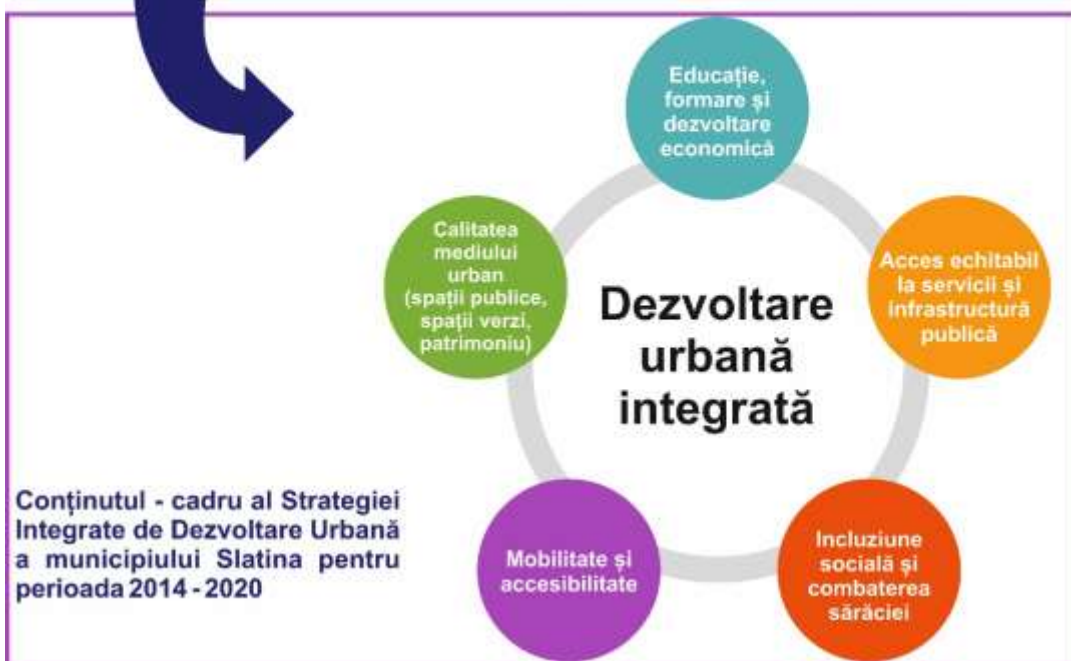 Educație,
formare și
dezvoltare
economică
Calitatea
mediului
urban
(spații publice,
spații verzi,
patrimoniu)
Acces echitabil
la servicii și
infrastructură
publică
Dezvoltare
urbană
integrată
Conținutul - cadru al Strategiei
Integrate de Dezvoltare Urbană
a municipiului Slatina pentru
perioada 2014 - 2020
Mobilitate și
accesibilitate
Incluziune
socială și
combaterea
sărăciei